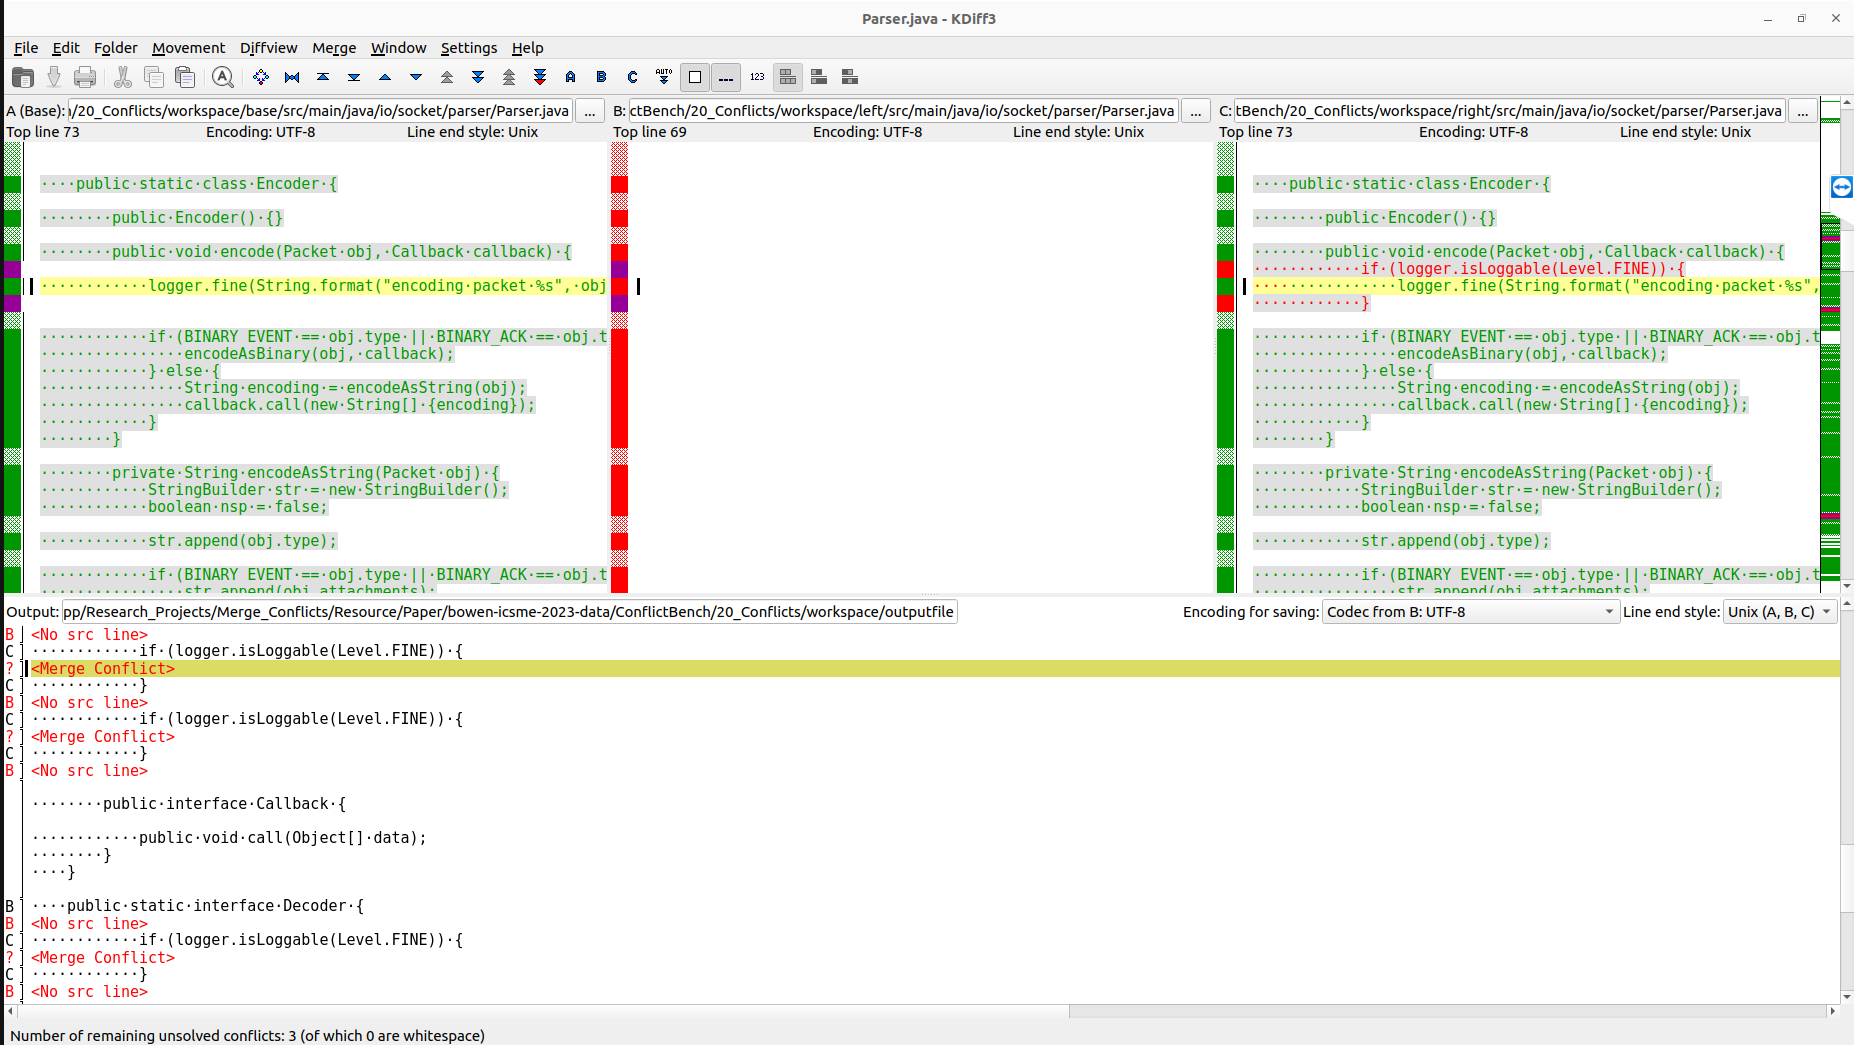 Parser.java - KDiff3
File Edit Folder Movement Diffview Merge Window Settings Help
A B C AUTO 123
A (Base): ı/20_Conflicts/workspace/base/src/main/java/io/socket/parser/Parser.java ... B: ctBench/20_Conflicts/workspace/left/src/main/java/io/socket/parser/Parser.java ... C: tBench/20_Conflicts/workspace/right/src/main/java/io/socket/parser/Parser.java ...
Top line 73 Encoding: UTF-8 Line end style: Unix Top line 69 Encoding: UTF-8 Line end style: Unix Top line 73 Encoding: UTF-8 Line end style: Unix
····public·static·class·Encoder·{
········public·Encoder()·{}
········public·void·encode(Packet·obj,·Callback·callback)·{
············logger.fine(String.format("encoding·packet·%s",·obj
············if·(BINARY_EVENT·==·obj.type·||·BINARY_ACK·==·obj.t
················encodeAsBinary(obj,·callback);
············}·else·{
················String·encoding·=·encodeAsString(obj);
················callback.call(new·String[]·{encoding});
············}
········}
········private·String·encodeAsString(Packet·obj)·{
············StringBuilder·str·=·new·StringBuilder();
············boolean·nsp·=·false;
············str.append(obj.type);
············if·(BINARY_EVENT·==·obj.type·||·BINARY_ACK·==·obj.t
················str.append(obj.attachments);
····public·static·class·Encoder·{
········public·Encoder()·{}
········public·void·encode(Packet·obj,·Callback·callback)·{
············if·(logger.isLoggable(Level.FINE))·{
················logger.fine(String.format("encoding·packet·%s",
············}
············if·(BINARY_EVENT·==·obj.type·||·BINARY_ACK·==·obj.t
················encodeAsBinary(obj,·callback);
············}·else·{
················String·encoding·=·encodeAsString(obj);
················callback.call(new·String[]·{encoding});
············}
········}
········private·String·encodeAsString(Packet·obj)·{
············StringBuilder·str·=·new·StringBuilder();
············boolean·nsp·=·false;
············str.append(obj.type);
············if·(BINARY_EVENT·==·obj.type·||·BINARY_ACK·==·obj.t
················str.append(obj.attachments);
Output: pp/Research_Projects/Merge_Conflicts/Resource/Paper/bowen-icsme-2023-data/ConflictBench/20_Conflicts/workspace/outputfile Encoding for saving: Codec from B: UTF-8 Line end style: Unix (A, B, C)
B <No src line>
C ············if·(logger.isLoggable(Level.FINE))·{
? <Merge Conflict>
C ············}
B <No src line>
C ············if·(logger.isLoggable(Level.FINE))·{
? <Merge Conflict>
C ············}
B <No src line>
········public·interface·Callback·{
············public·void·call(Object[]·data);
········}
····}
B ····public·static·interface·Decoder·{
B <No src line>
C ············if·(logger.isLoggable(Level.FINE))·{
? <Merge Conflict>
C ············}
B <No src line>
Number of remaining unsolved conflicts: 3 (of which 0 are whitespace)